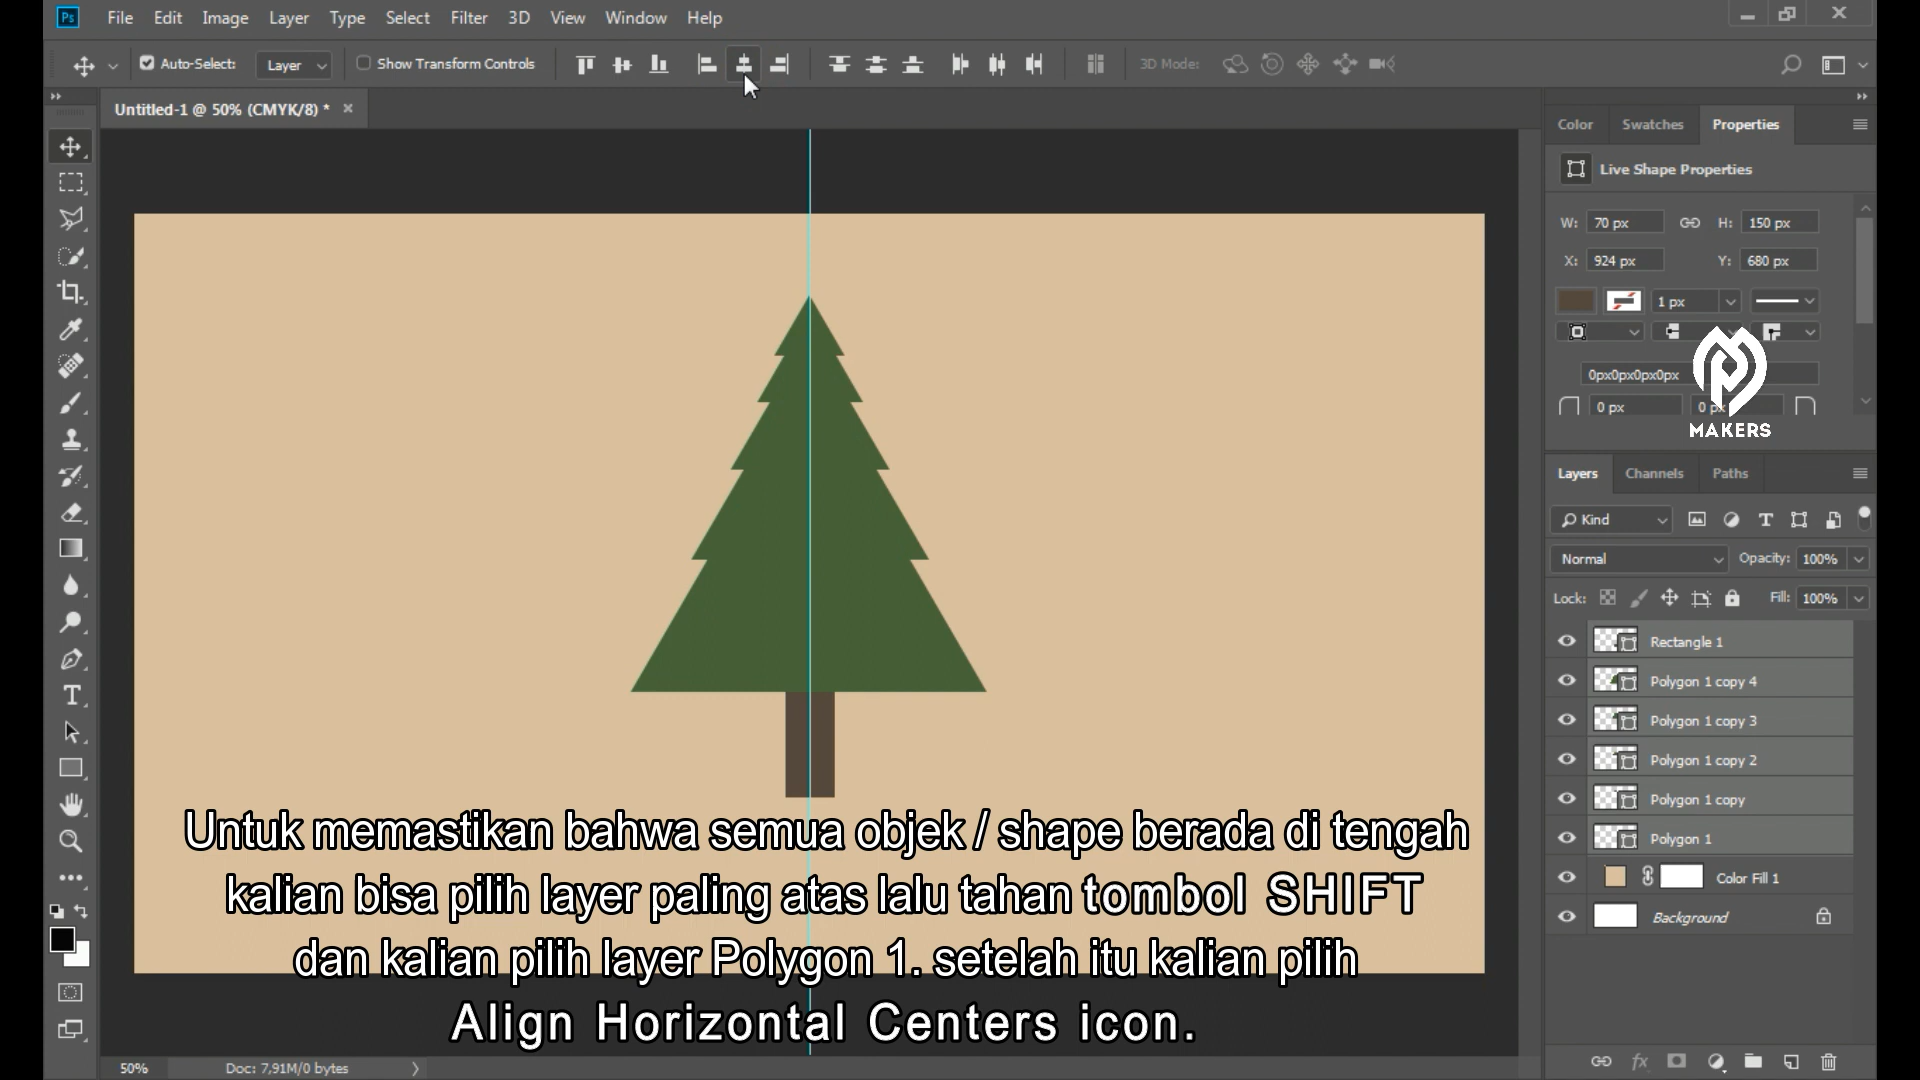 Ps File Edit Image Layer Type Select Filter 3D View Window Help
Auto-Select: Layer Show Transform Controls 3D Mode:
Untitled-1 @ 50% (CMYK/8) *
Color Swatches Properties
Live Shape Properties
W: 70 px H: 150 px
X: 924 px Y: 680 px
1 px
0px0px0px0px
0 px 0 px
MAKERS
Layers Channels Paths
Kind
Normal Opacity: 100%
Lock: Fill: 100%
Rectangle 1
Polygon 1 copy 4
Polygon 1 copy 3
Polygon 1 copy 2
Polygon 1 copy
Polygon 1
Color Fill 1
Background
Untuk memastikan bahwa semua objek / shape berada di tengah
kalian bisa pilih layer paling atas lalu tahan tombol SHIFT
dan kalian pilih layer Polygon 1. setelah itu kalian pilih
Align Horizontal Centers icon.
50% Doc: 7,91M/0 bytes